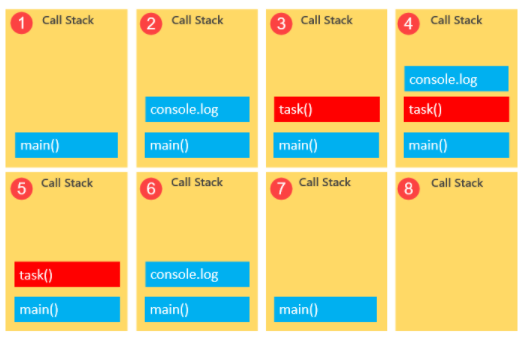 1 Call Stack
main()
2 Call Stack
console.log
main()
3 Call Stack
task()
main()
4 Call Stack
console.log
task()
main()
5 Call Stack
task()
main()
6 Call Stack
console.log
main()
7 Call Stack
main()
8 Call Stack